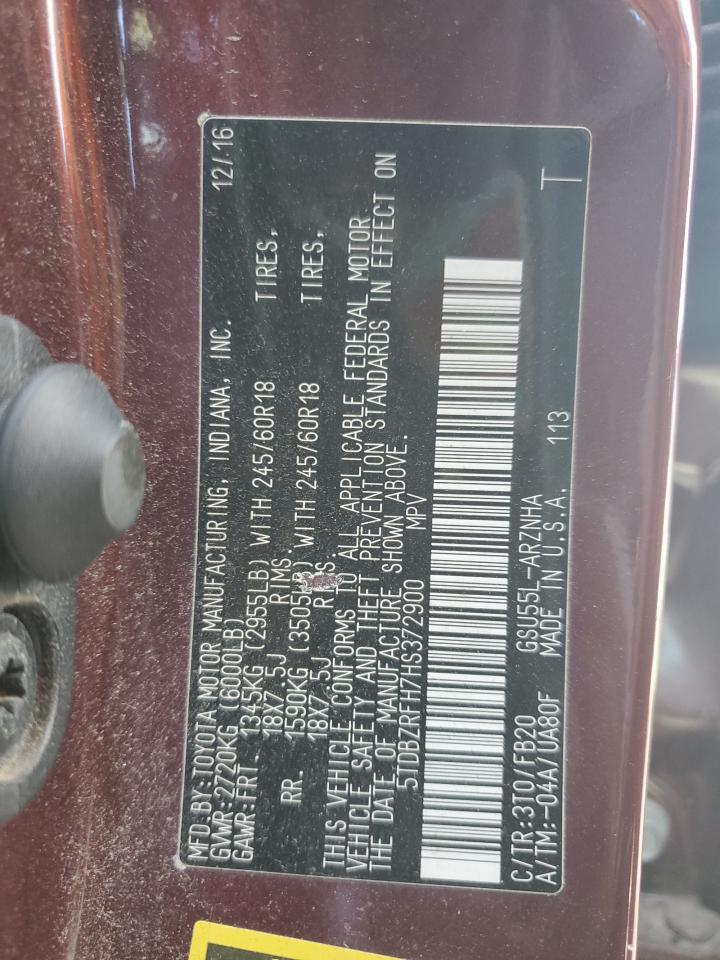 MFD.BY:TOYOTA MOTOR MANUFACTURING, INDIANA, INC. 12/16
GVWR:2720KG (6000LB)
GAWR:FRT. 1345KG (2955LB) WITH 245/60R18 TIRES,
18X7.5J RIMS.
RR. 1590KG (3505LB) WITH 245/60R18 TIRES,
18X7.5J RIMS.
THIS VEHICLE CONFORMS TO ALL APPLICABLE FEDERAL MOTOR
VEHICLE SAFETY AND THEFT PREVENTION STANDARDS IN EFFECT ON
THE DATE OF MANUFACTURE SHOWN ABOVE.
5TDBZRFH7HS372900 MPV
C/TR:3T0/FB20 GSU55L-ARZNHA T
A/TM:-04A/UA80F MADE IN U.S.A. 113